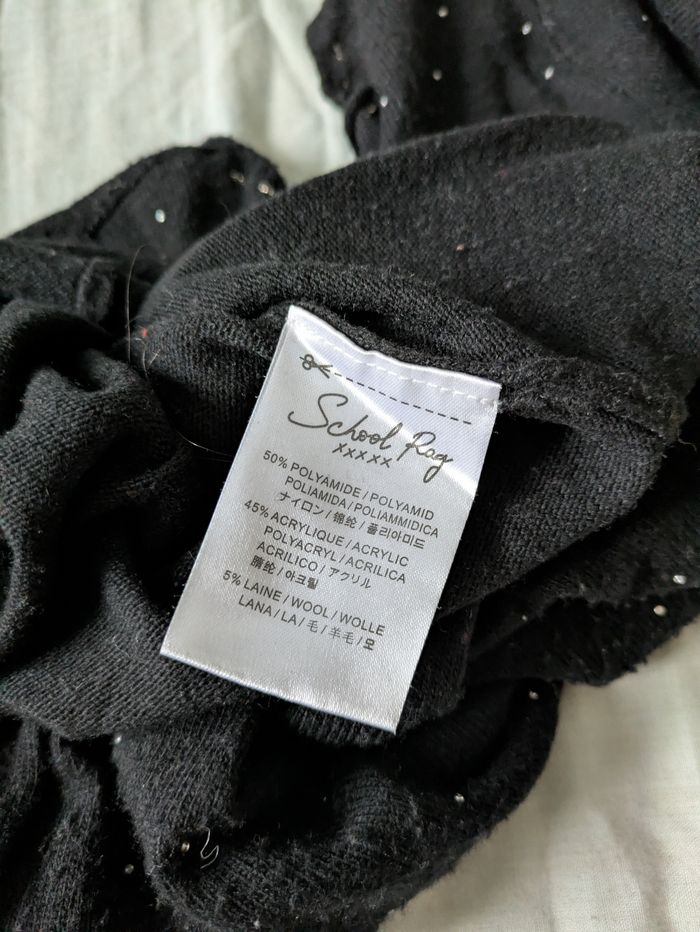 School Rag
xxxxx
50% POLYAMIDE / POLYAMID
POLIAMIDA / POLIAMMIDICA
ナイロン / 锦纶 / 폴리아미드
45% ACRYLIQUE / ACRYLIC
POLYACRYL / ACRILICA
ACRILICO / アクリル
腈纶 / 아크릴
5% LAINE / WOOL / WOLLE
LANA / LA / 毛 / 羊毛 / 모